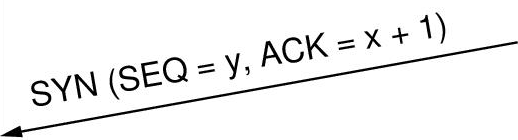 SYN (SEQ = y, ACK = x + 1)